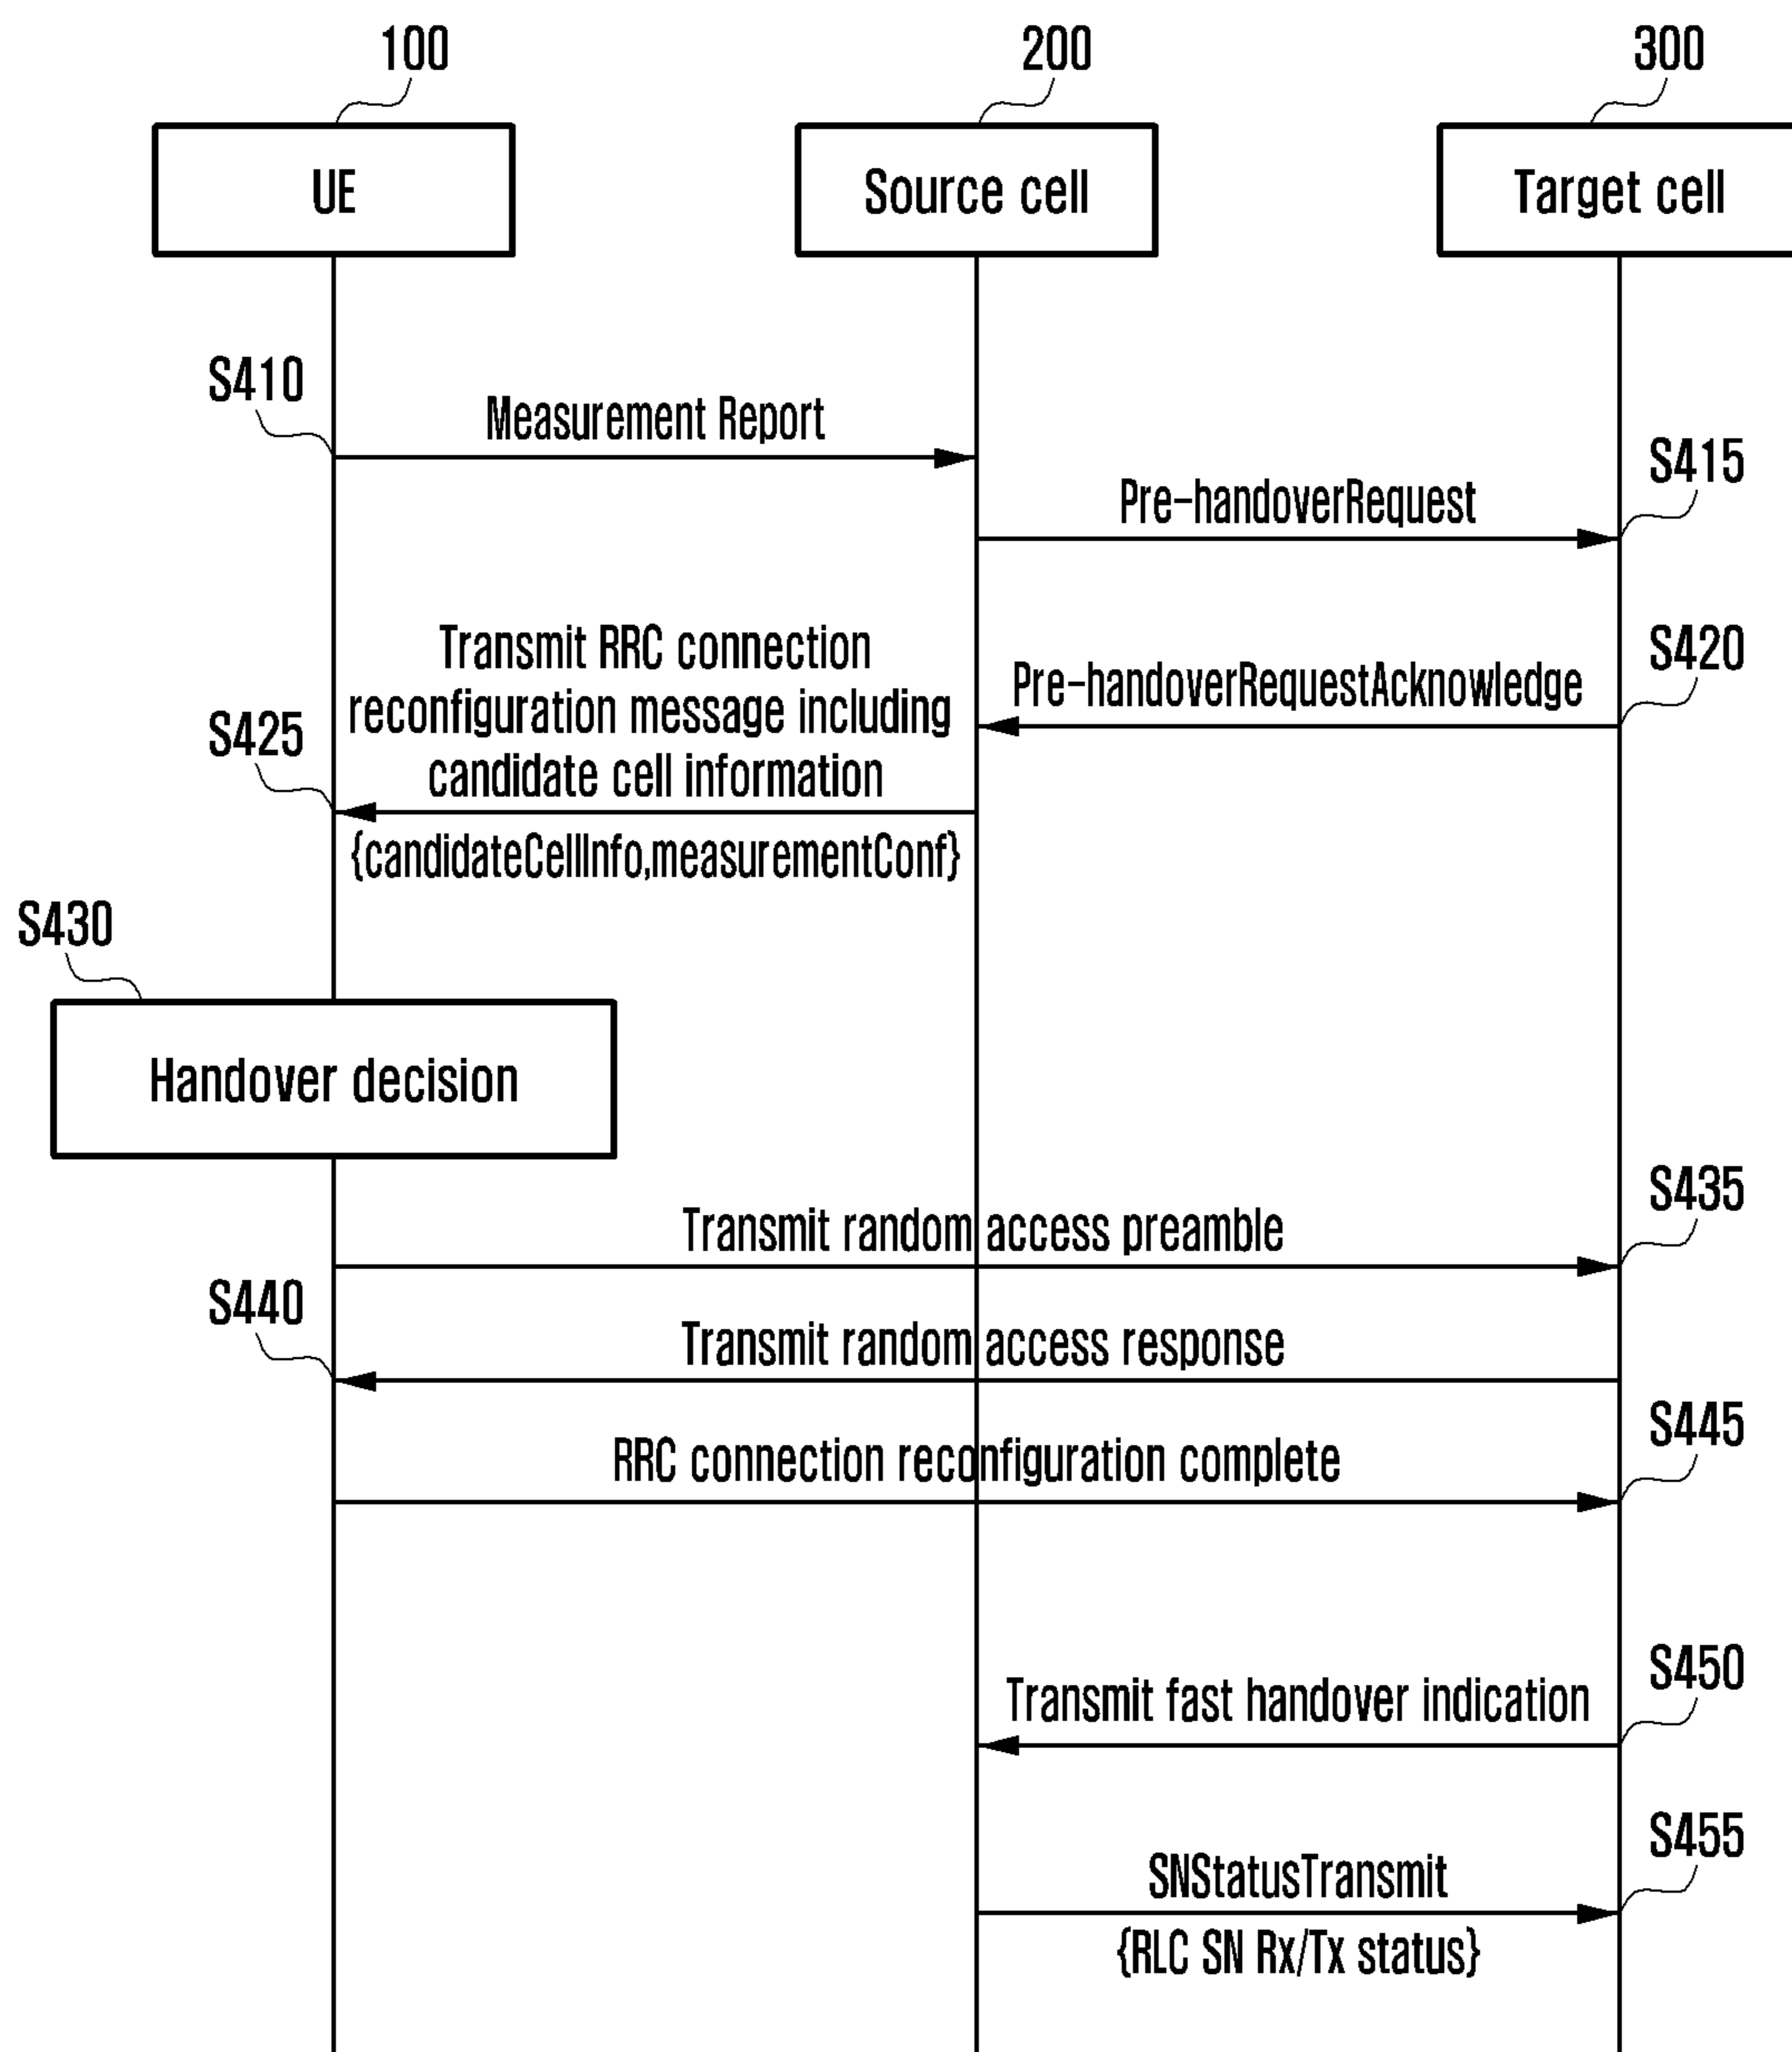 100
200
300
UE
Source cell
Target cell
S410
Measurement Report
S415
Pre-handoverRequest
S420
Pre-handoverRequestAcknowledge
S425
Transmit RRC connection
reconfiguration message including
candidate cell information
{candidateCellInfo,measurementConf}
S430
Handover decision
S435
Transmit random access preamble
S440
Transmit random access response
S445
RRC connection reconfiguration complete
S450
Transmit fast handover indication
S455
SNStatusTransmit
{RLC SN Rx/Tx status}